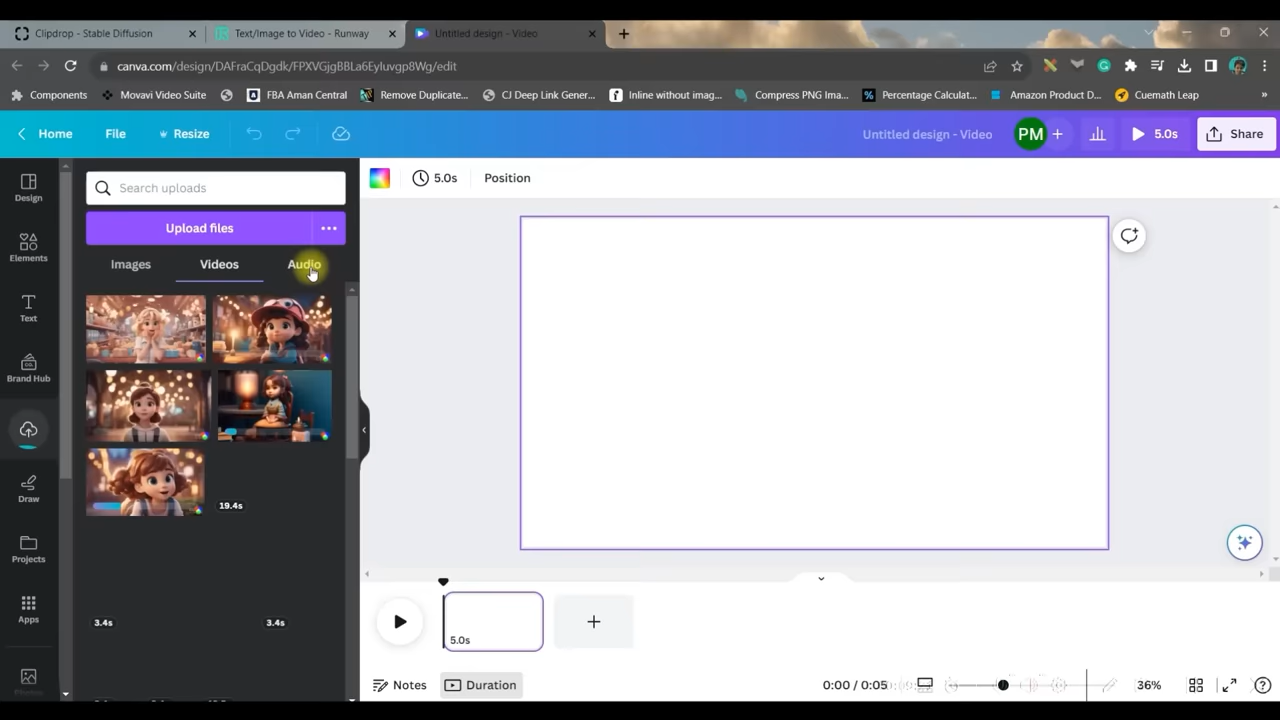 Clipdrop - Stable Diffusion
Text/Image to Video - Runway
Untitled design - Video
canva.com/design/DAFraCqDgdk/FPXVGjgBBLa6EyIuvgp8Wg/edit
Components
Movavi Video Suite
FBA Aman Central
Remove Duplicate...
CJ Deep Link Gener...
Inline without imag...
Compress PNG Ima...
Percentage Calculat...
Amazon Product D...
Cuemath Leap
Home
File
Resize
Untitled design - Video
PM
5.0s
Share
Design
Elements
Text
Brand Hub
Draw
Projects
Apps
Search uploads
Upload files
Images
Videos
Audio
19.4s
3.4s
3.4s
5.0s
Position
5.0s
Notes
Duration
0:00 / 0:05
36%